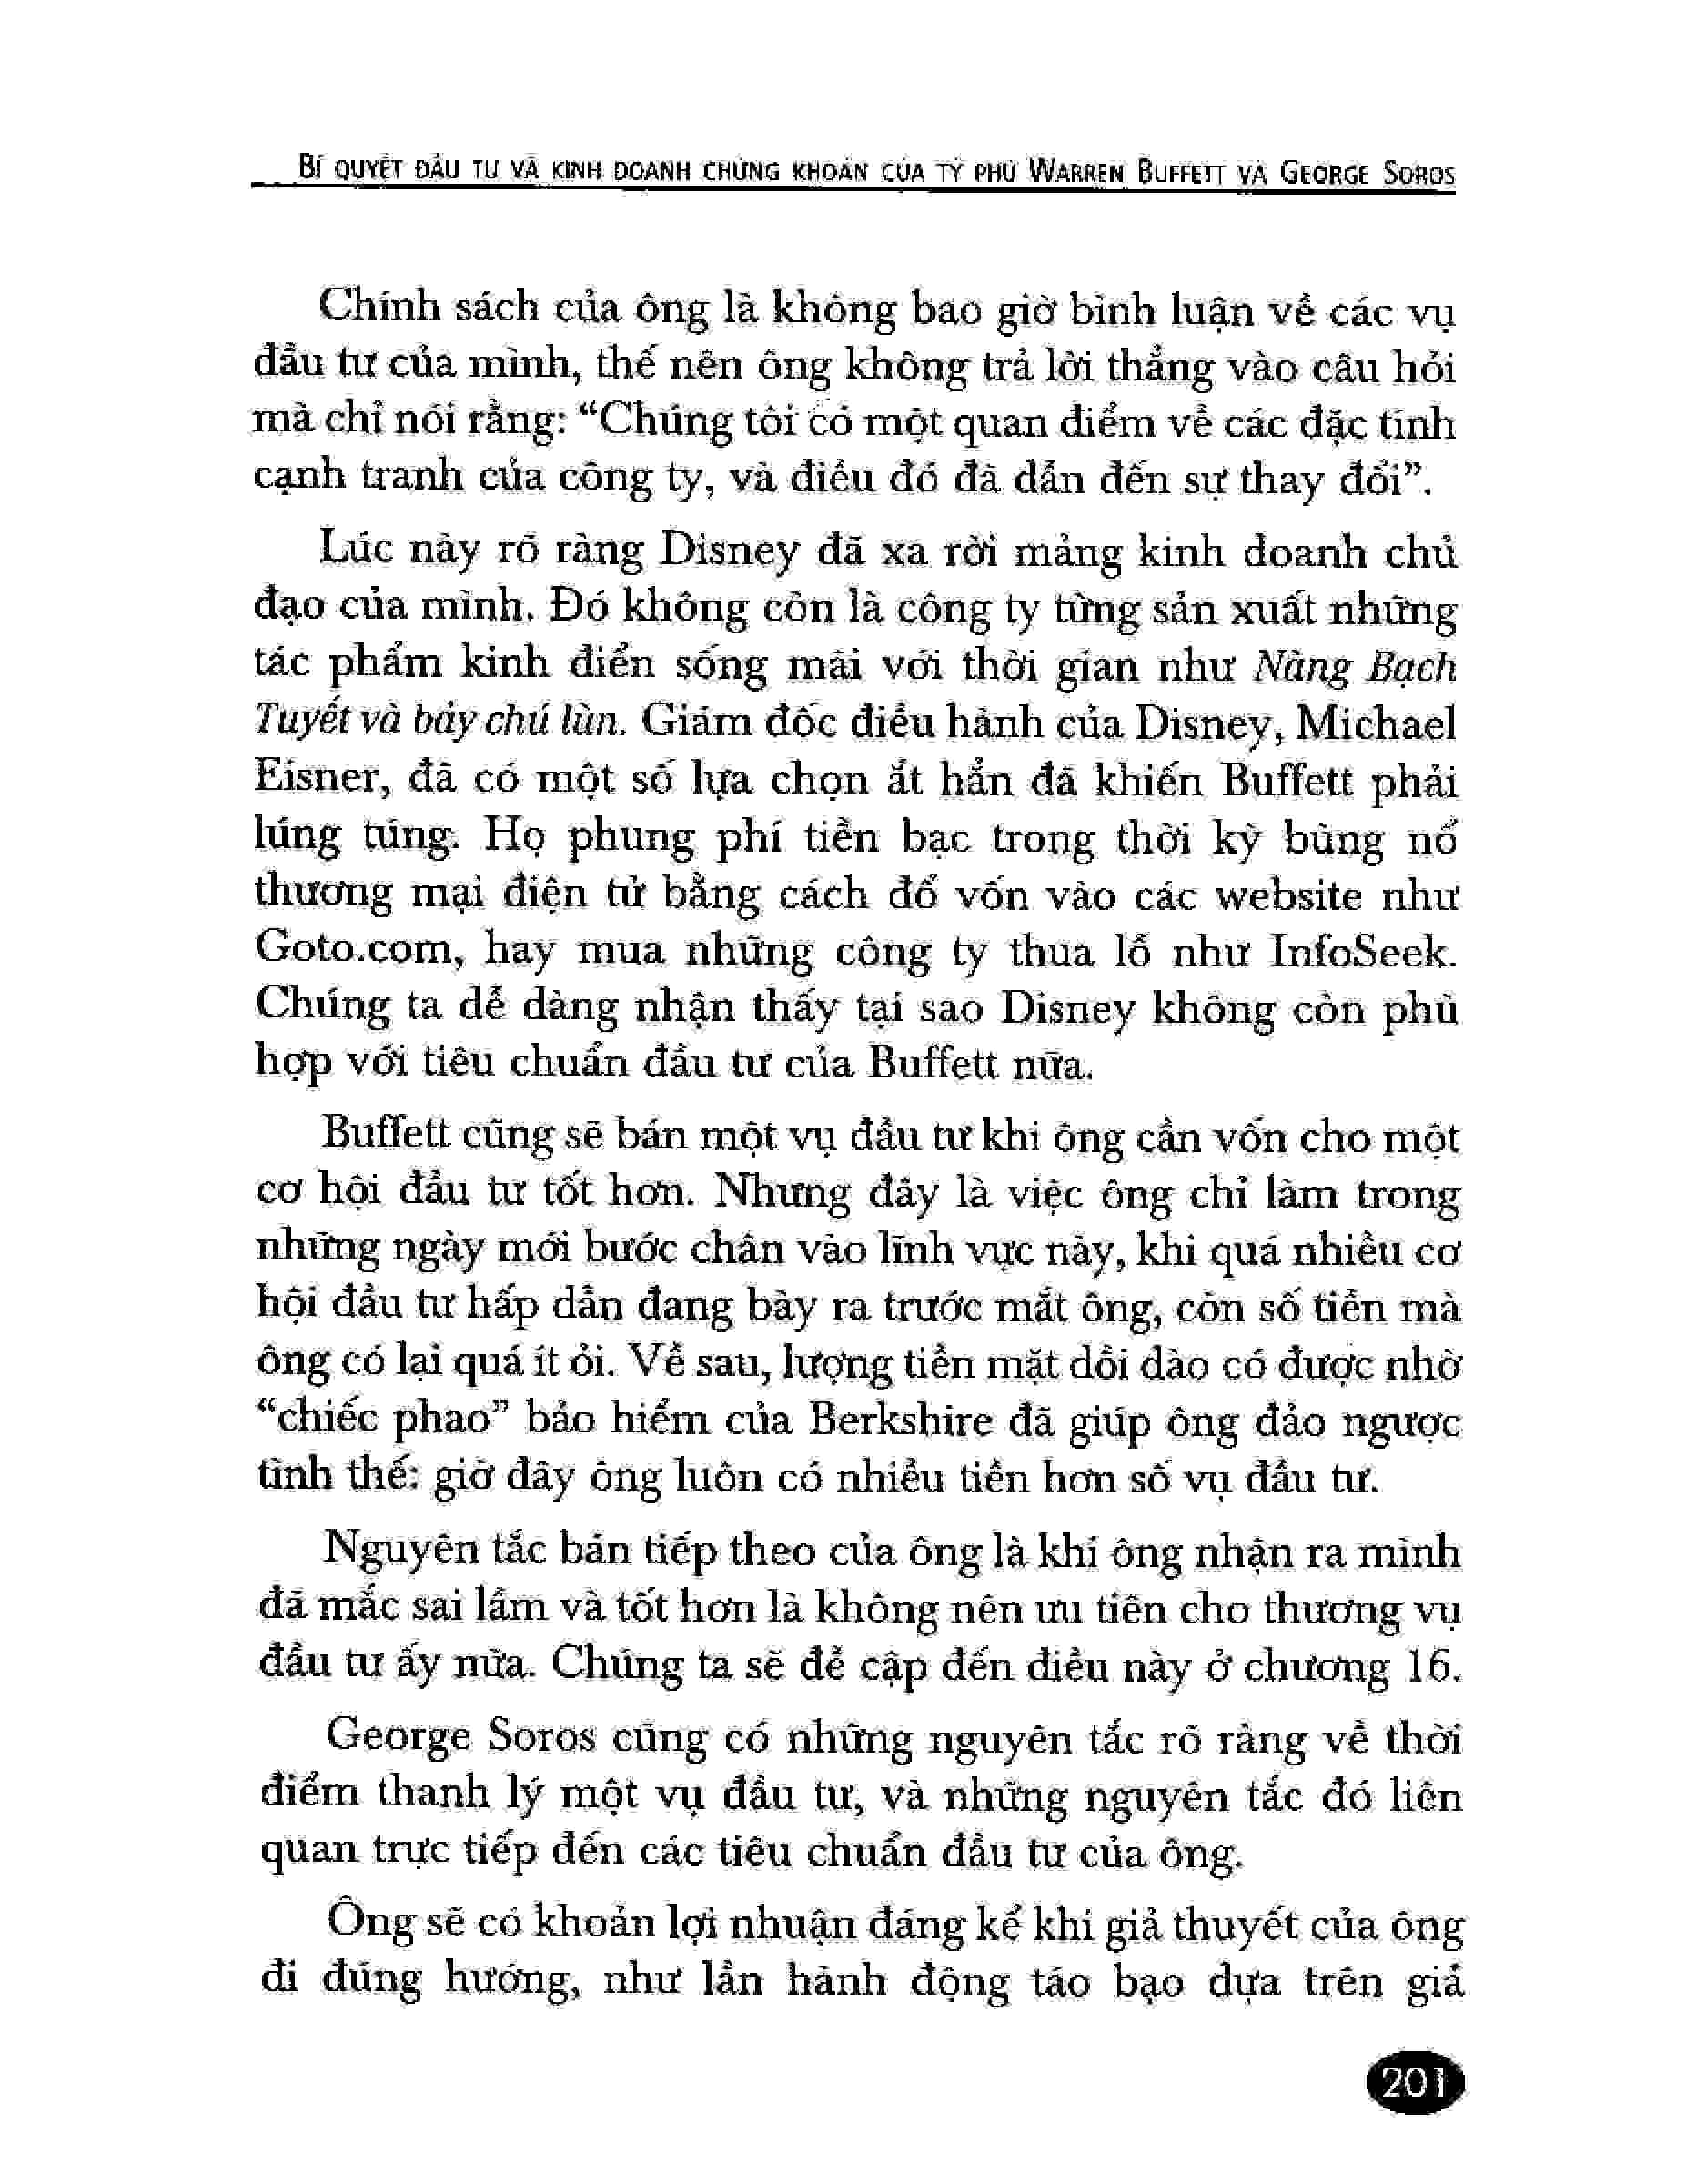 BÍ QUYẾT ĐẦU TƯ VÀ KINH DOANH CHỨNG KHOÁN CỦA TỶ PHÚ WARREN BUFFETT VÀ GEORGE SOROS
Chính sách của ông là không bao giờ bình luận về các vụ
đầu tư của mình, thế nên ông không trả lời thẳng vào câu hỏi
mà chỉ nói rằng: “Chúng tôi có một quan điểm về các đặc tính
cạnh tranh của công ty, và điều đó đã dẫn đến sự thay đổi”.
Lúc này rõ ràng Disney đã xa rời mảng kinh doanh chủ
đạo của mình. Đó không còn là công ty từng sản xuất những
tác phẩm kinh điển sống mãi với thời gian như Nàng Bạch
Tuyết và bảy chú lùn. Giám đốc điều hành của Disney, Michael
Eisner, đã có một số lựa chọn ắt hẳn đã khiến Buffett phải
lúng túng. Họ phung phí tiền bạc trong thời kỳ bùng nổ
thương mại điện tử bằng cách đổ vốn vào các website như
Goto.com, hay mua những công ty thua lỗ như InfoSeek.
Chúng ta dễ dàng nhận thấy tại sao Disney không còn phù
hợp với tiêu chuẩn đầu tư của Buffett nữa.
Buffett cũng sẽ bán một vụ đầu tư khi ông cần vốn cho một
cơ hội đầu tư tốt hơn. Nhưng đây là việc ông chỉ làm trong
những ngày mới bước chân vào lĩnh vực này, khi quá nhiều cơ
hội đầu tư hấp dẫn đang bày ra trước mắt ông, còn số tiền mà
ông có lại quá ít ỏi. Về sau, lượng tiền mặt dồi dào có được nhờ
“chiếc phao” bảo hiểm của Berkshire đã giúp ông đảo ngược
tình thế: giờ đây ông luôn có nhiều tiền hơn số vụ đầu tư.
Nguyên tắc bán tiếp theo của ông là khi ông nhận ra mình
đã mắc sai lầm và tốt hơn là không nên ưu tiên cho thương vụ
đầu tư ấy nữa. Chúng ta sẽ đề cập đến điều này ở chương 16.
George Soros cũng có những nguyên tắc rõ ràng về thời
điểm thanh lý một vụ đầu tư, và những nguyên tắc đó liên
quan trực tiếp đến các tiêu chuẩn đầu tư của ông.
Ông sẽ có khoản lợi nhuận đáng kể khi giả thuyết của ông
đi đúng hướng, như lần hành động táo bạo dựa trên giả
201